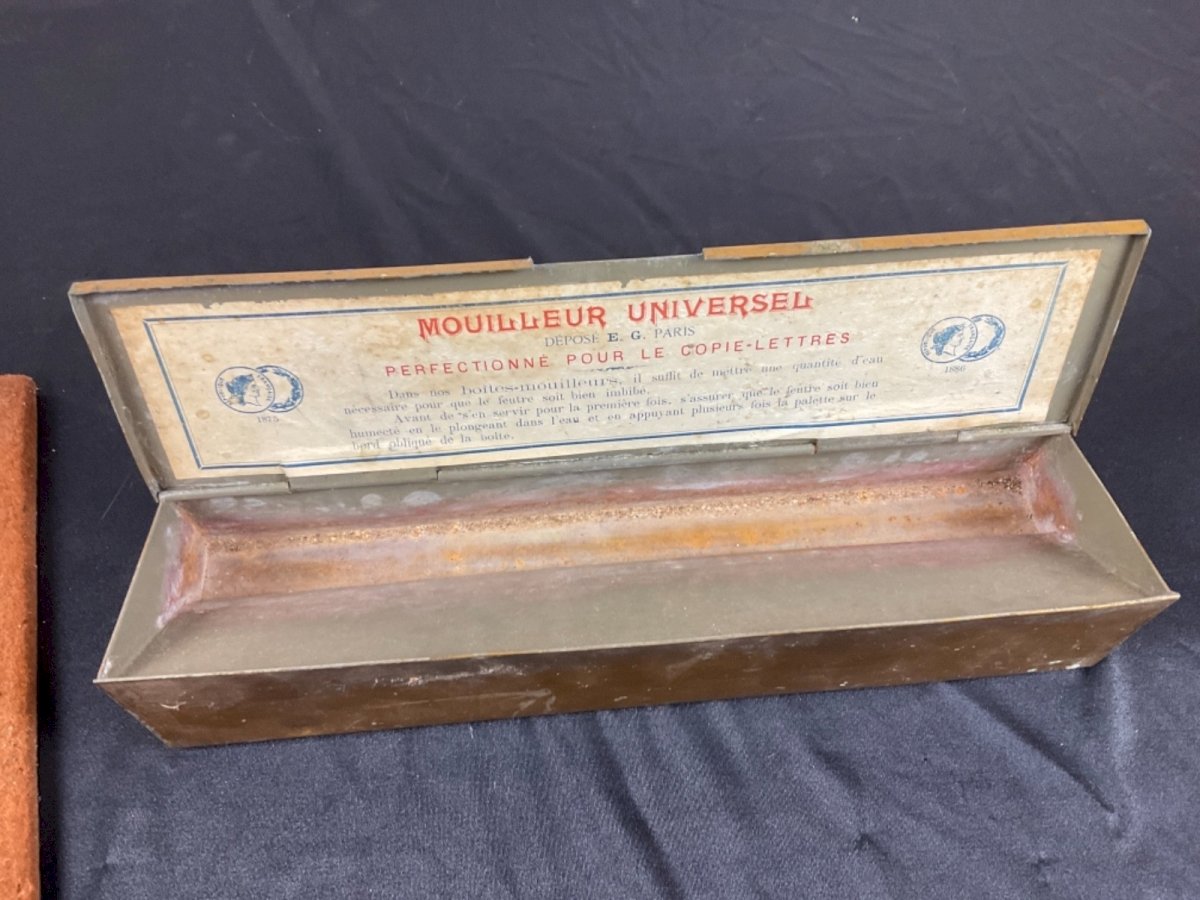 MOUILLEUR UNIVERSEL
DÉPOSÉ E. G. PARIS
PERFECTIONNÉ POUR LE COPIE-LETTRES
Dans nos boîtes-mouilleurs, il suffit de mettre une quantité d'eau
nécessaire pour que le feutre soit bien imbibé.
Avant de s'en servir pour la première fois, s'assurer que le feutre soit bien
humecté en le plongeant dans l'eau et en appuyant plusieurs fois la palette sur le
bord oblique de la boîte.
1875
1886